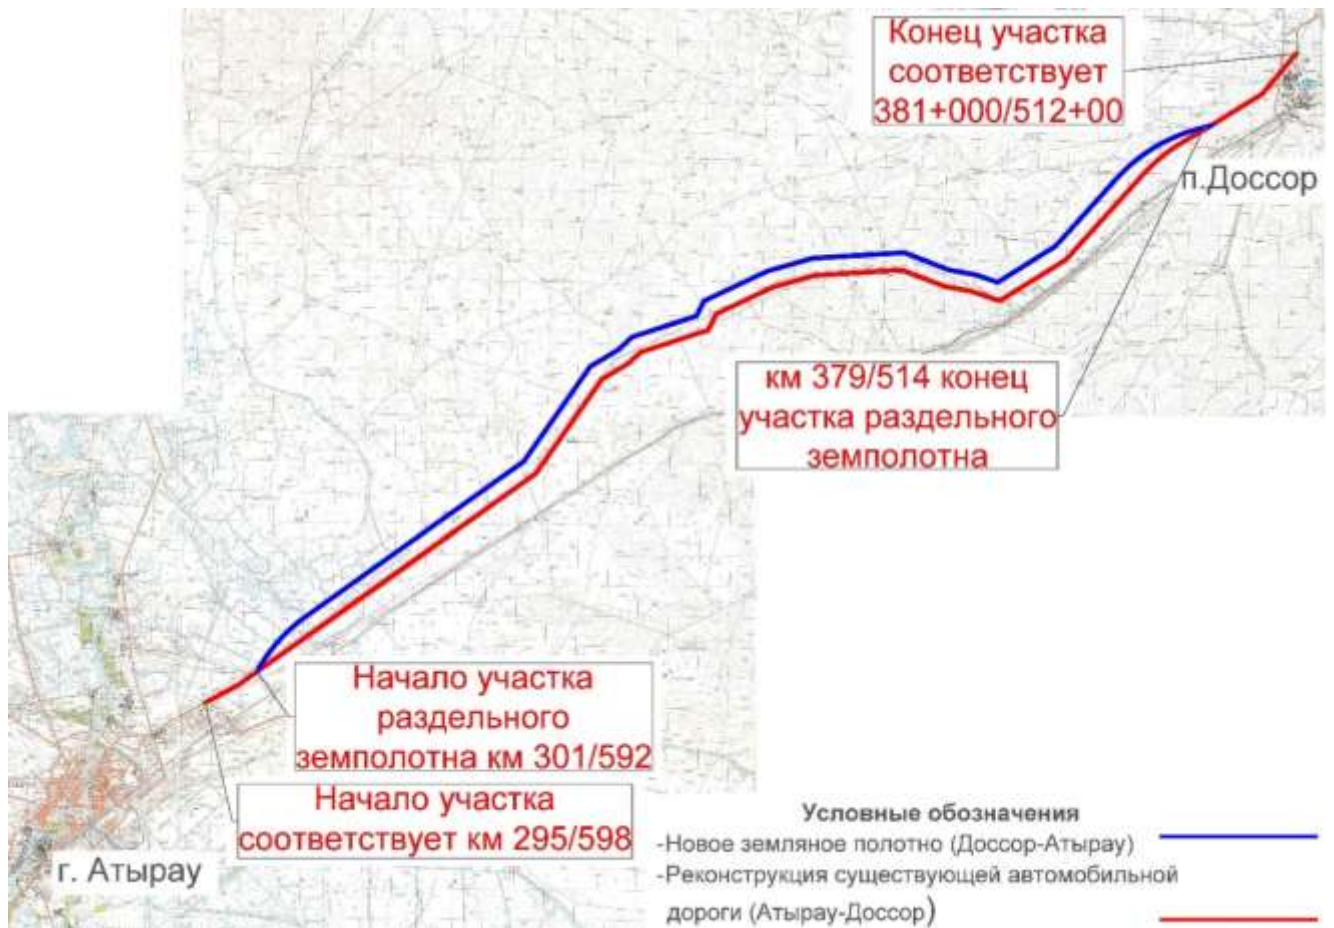 Конец участка
соответствует
381+000/512+00
п.Доссор
км 379/514 конец
участка раздельного
земполотна
Начало участка
раздельного
земполотна км 301/592
Начало участка
соответствует км 295/598
г. Атырау
Условные обозначения
-Новое земляное полотно (Доссор-Атырау)
-Реконструкция существующей автомобильной
дороги (Атырау-Доссор)